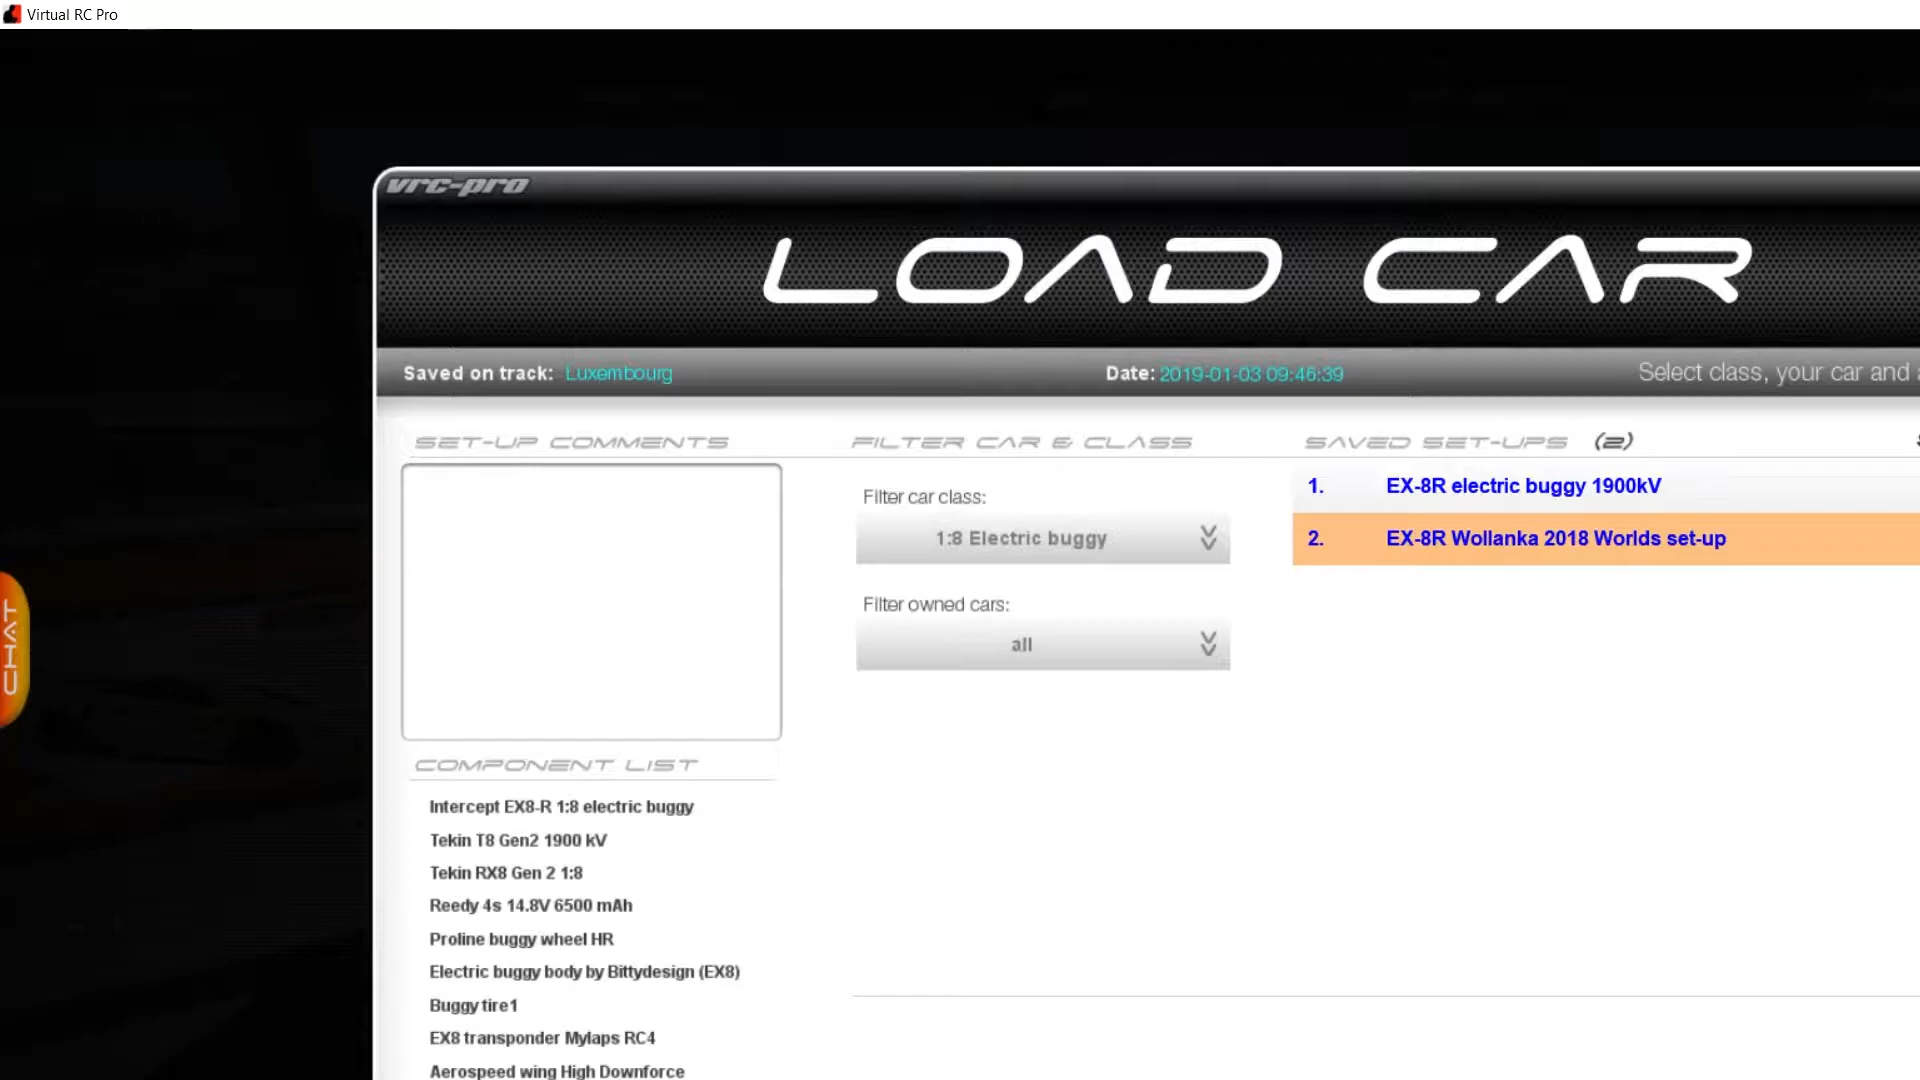 Virtual RC Pro
vrc-pro
LOAD CAR
Saved on track: Luxembourg
Date: 2019-01-03 09:46:39
Select class, your car and
SET-UP COMMENTS
FILTER CAR & CLASS
SAVED SET-UPS (2)
Filter car class:
1:8 Electric buggy
Filter owned cars:
all
1. EX-8R electric buggy 1900kV
2. EX-8R Wollanka 2018 Worlds set-up
CHAT
COMPONENT LIST
Intercept EX8-R 1:8 electric buggy
Tekin T8 Gen2 1900 kV
Tekin RX8 Gen 2 1:8
Reedy 4s 14.8V 6500 mAh
Proline buggy wheel HR
Electric buggy body by Bittydesign (EX8)
Buggy tire1
EX8 transponder Mylaps RC4
Aerospeed wing High Downforce